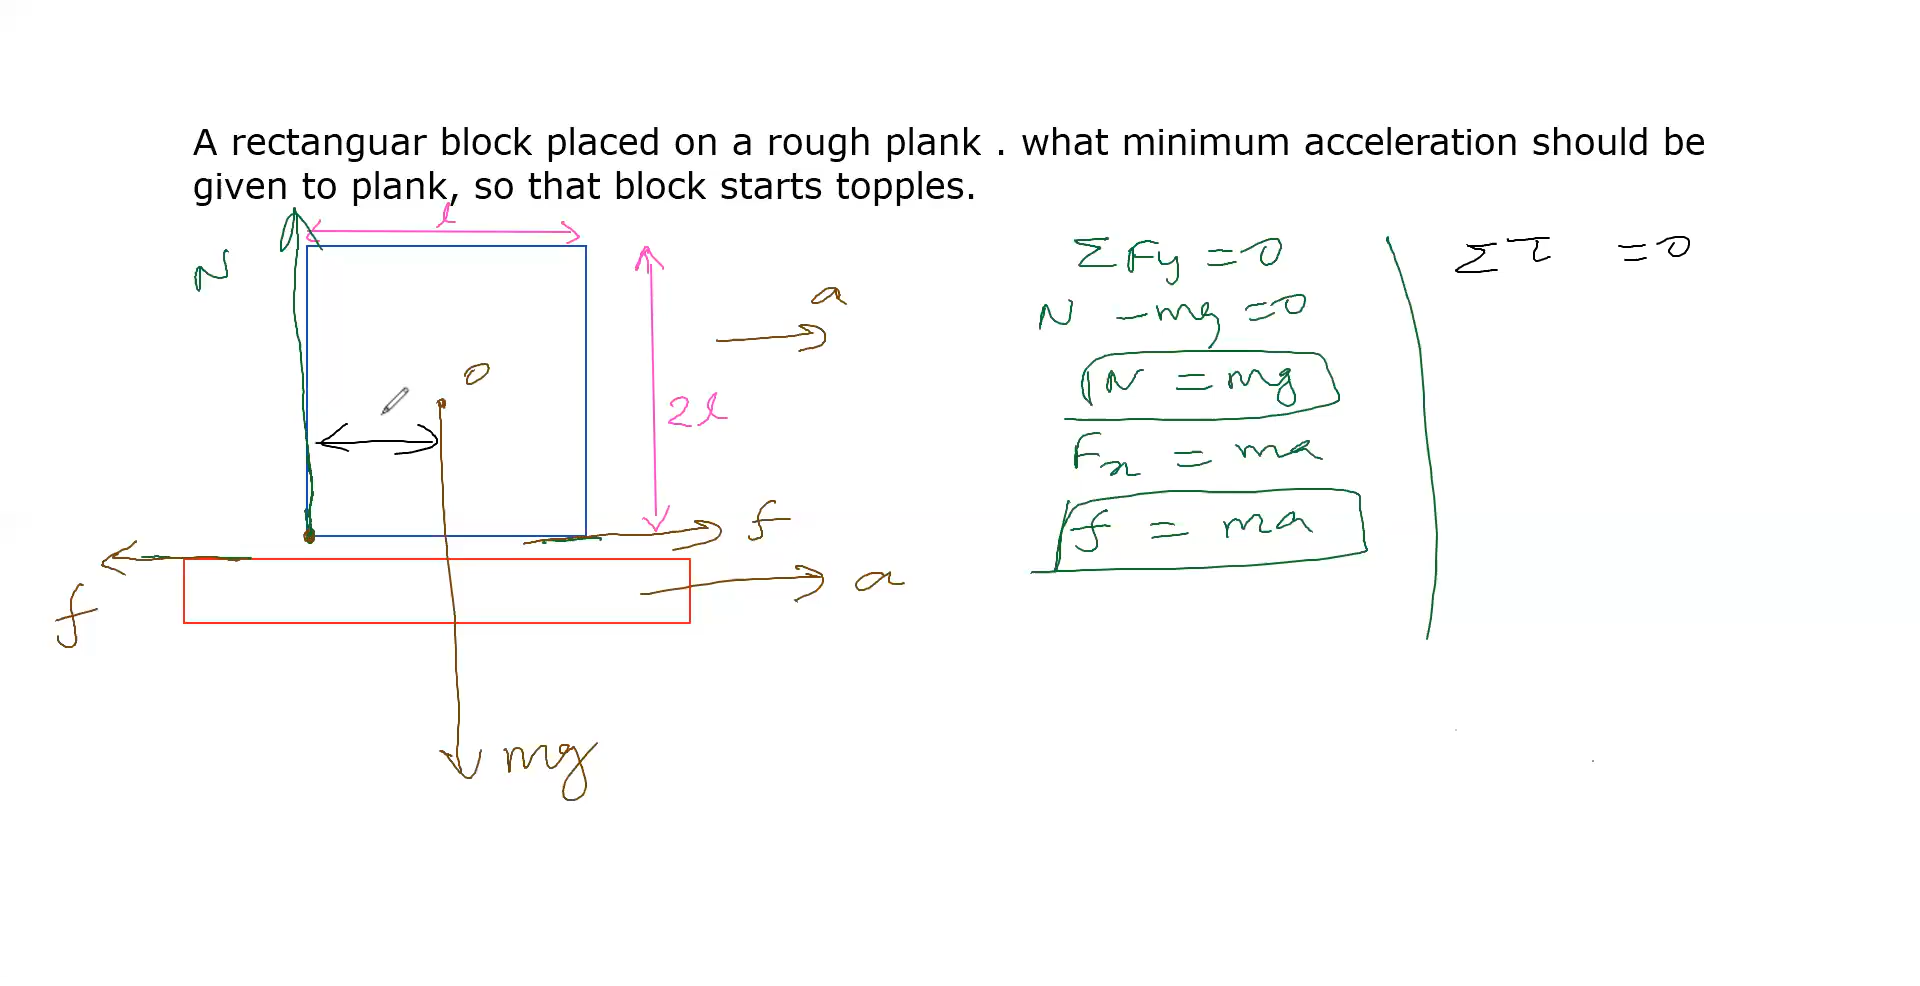 A rectanguar block placed on a rough plank . what minimum acceleration should be
given to plank, so that block starts topples.
l
N
ΣFy = 0
Στ = 0
a
N - mg = 0
O
N = mg
2l
Fx = ma
f
f = ma
a
f
mg